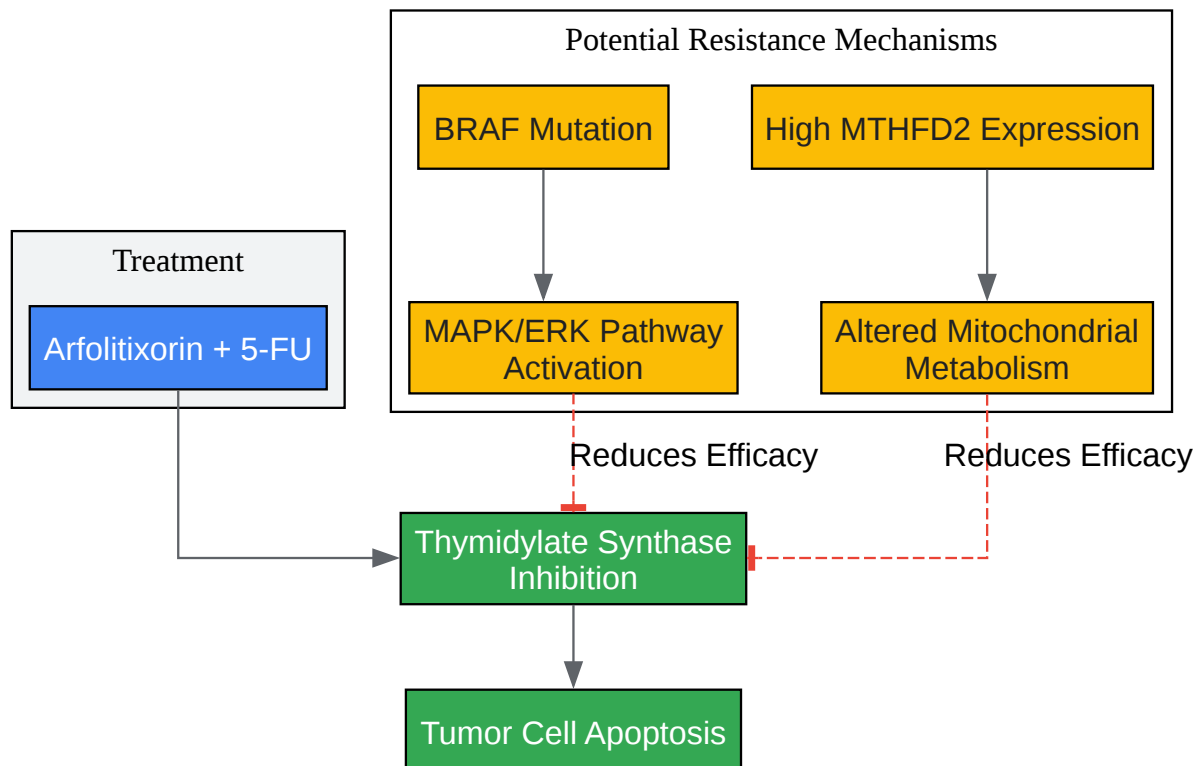 Potential Resistance Mechanisms
BRAF Mutation
High MTHFD2 Expression
Treatment
Arfolitixorin + 5-FU
MAPK/ERK Pathway
Activation
Altered Mitochondrial
Metabolism
Reduces Efficacy
Reduces Efficacy
Thymidylate Synthase
Inhibition
Tumor Cell Apoptosis